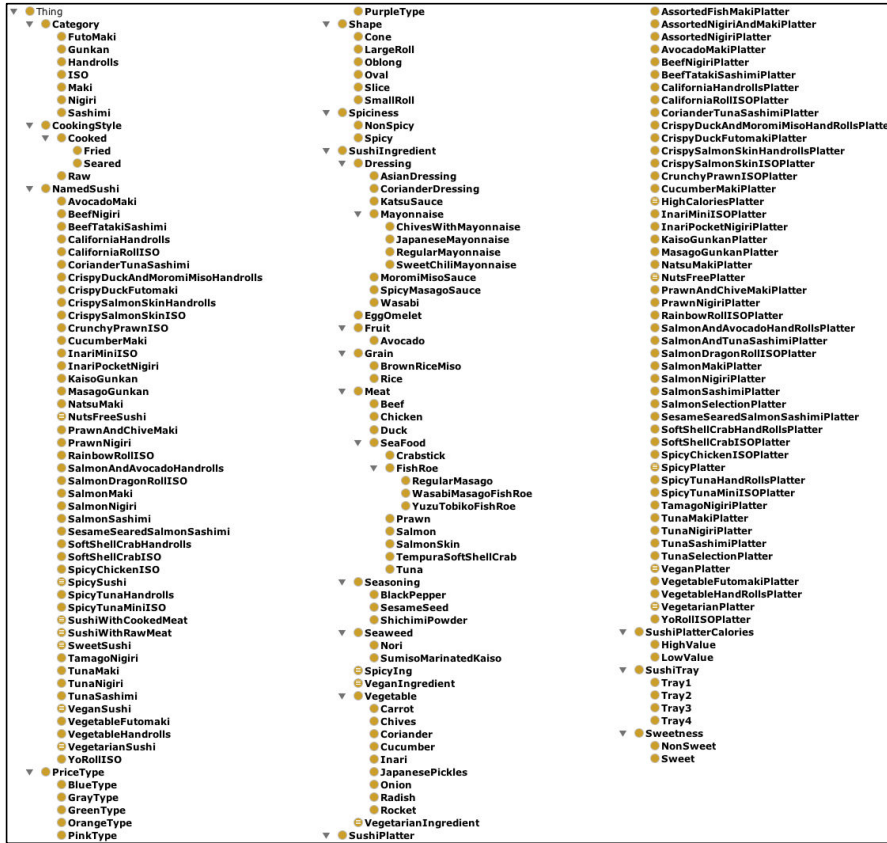 Thing
Category
FutoMaki
Gunkan
Handrolls
ISO
Maki
Nigiri
Sashimi
CookingStyle
Cooked
Fried
Seared
Raw
NamedSushi
AvocadoMaki
BeefNigiri
BeefTatakiSashimi
CaliforniaHandrolls
CaliforniaRollISO
CorianderTunaSashimi
CrispyDuckAndMoromiMisoHandrolls
CrispyDuckFutomaki
CrispySalmonSkinHandrolls
CrispySalmonSkinISO
CrunchyPrawnISO
CucumberMaki
InariMiniISO
InariPocketNigiri
KaisoGunkan
MasagoGunkan
NatsuMaki
NutsFreeSushi
PrawnAndChiveMaki
PrawnNigiri
RainbowRollISO
SalmonAndAvocadoHandrolls
SalmonDragonRollISO
SalmonMaki
SalmonNigiri
SalmonSashimi
SesameSearedSalmonSashimi
SoftShellCrabHandrolls
SoftShellCrabISO
SpicyChickenISO
SpicySushi
SpicyTunaHandrolls
SpicyTunaMiniISO
SushiWithCookedMeat
SushiWithRawMeat
SweetSushi
TamagoNigiri
TunaMaki
TunaNigiri
TunaSashimi
VeganSushi
VegetableFutomaki
VegetableHandrolls
VegetarianSushi
YoRollISO
PriceType
BlueType
GrayType
GreenType
OrangeType
PinkType
PurpleType
Shape
Cone
LargeRoll
Oblong
Oval
Slice
SmallRoll
Spiciness
NonSpicy
Spicy
SushiIngredient
Dressing
AsianDressing
CorianderDressing
KatsuSauce
Mayonnaise
ChivesWithMayonnaise
JapaneseMayonnaise
RegularMayonnaise
SweetChiliMayonnaise
MoromiMisoSauce
SpicyMasagoSauce
Wasabi
EggOmelet
Fruit
Avocado
Grain
BrownRiceMiso
Rice
Meat
Beef
Chicken
Duck
SeaFood
Crabstick
FishRoe
RegularMasago
WasabiMasagoFishRoe
YuzuTobikoFishRoe
Prawn
Salmon
SalmonSkin
TempuraSoftShellCrab
Tuna
Seasoning
BlackPepper
SesameSeed
ShichimiPowder
Seaweed
Nori
SumisoMarinatedKaiso
SpicyIng
VeganIngredient
Vegetable
Carrot
Chives
Coriander
Cucumber
Inari
JapanesePickles
Onion
Radish
Rocket
VegetarianIngredient
SushiPlatter
AssortedFishMakiPlatter
AssortedNigiriAndMakiPlatter
AssortedNigiriPlatter
AvocadoMakiPlatter
BeefNigiriPlatter
BeefTatakiSashimiPlatter
CaliforniaHandrollsPlatter
CaliforniaRollISOPlatter
CorianderTunaSashimiPlatter
CrispyDuckAndMoromiMisoHandRollsPlatte
CrispyDuckFutomakiPlatter
CrispySalmonSkinHandrollsPlatter
CrispySalmonSkinISOPlatter
CrunchyPrawnISOPlatter
CucumberMakiPlatter
HighCaloriesPlatter
InariMiniISOPlatter
InariPocketNigiriPlatter
KaisoGunkanPlatter
MasagoGunkanPlatter
NatsuMakiPlatter
NutsFreePlatter
PrawnAndChiveMakiPlatter
PrawnNigiriPlatter
RainbowRollISOPlatter
SalmonAndAvocadoHandRollsPlatter
SalmonAndTunaSashimiPlatter
SalmonDragonRollISOPlatter
SalmonMakiPlatter
SalmonNigiriPlatter
SalmonSashimiPlatter
SalmonSelectionPlatter
SesameSearedSalmonSashimiPlatter
SoftShellCrabHandRollsPlatter
SoftShellCrabISOPlatter
SpicyChickenISOPlatter
SpicyPlatter
SpicyTunaHandRollsPlatter
SpicyTunaMiniISOPlatter
TamagoNigiriPlatter
TunaMakiPlatter
TunaNigiriPlatter
TunaSashimiPlatter
TunaSelectionPlatter
VeganPlatter
VegetableFutomakiPlatter
VegetableHandRollsPlatter
VegetarianPlatter
YoRollISOPlatter
SushiPlatterCalories
HighValue
LowValue
SushiTray
Tray1
Tray2
Tray3
Tray4
Sweetness
NonSweet
Sweet